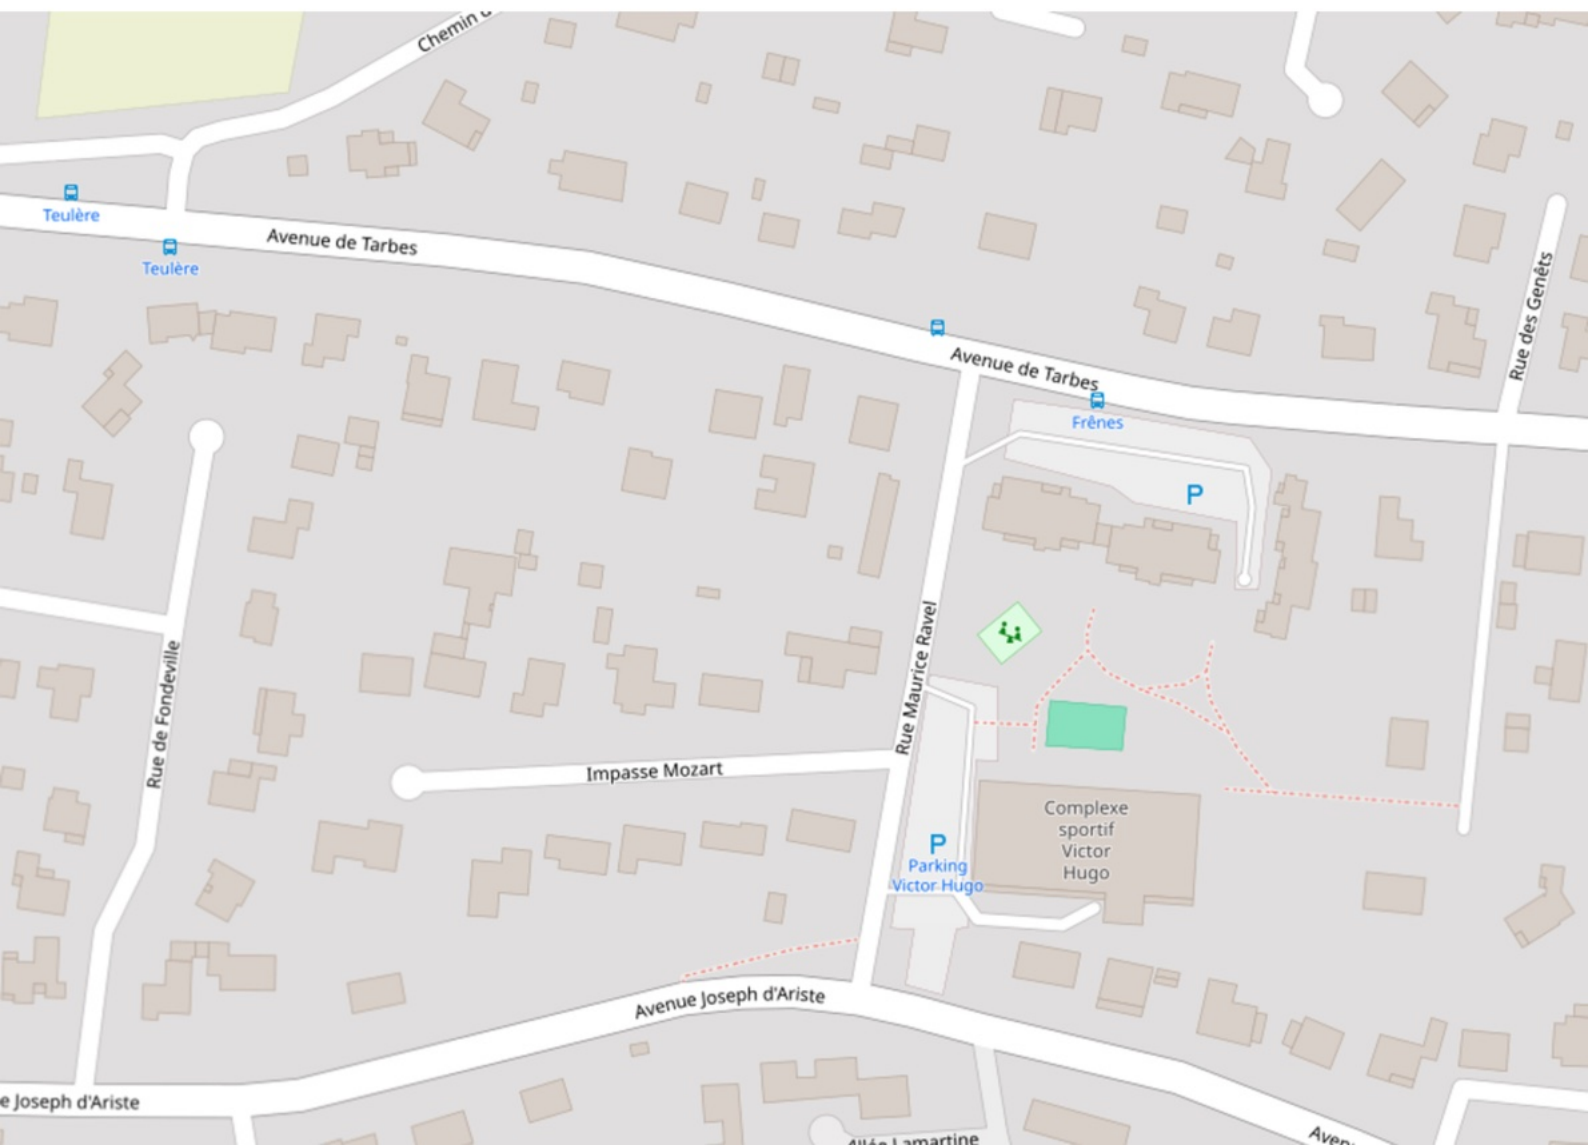 Chemin
Teulère
Teulère
Avenue de Tarbes
Avenue de Tarbes
Frênes
P
Rue des Genêts
Rue Maurice Ravel
Rue de Fondeville
Impasse Mozart
Complexe
sportif
Victor
Hugo
P
Parking
Victor Hugo
Avenue Joseph d'Ariste
e Joseph d'Ariste
Allée Lamartine
Aven